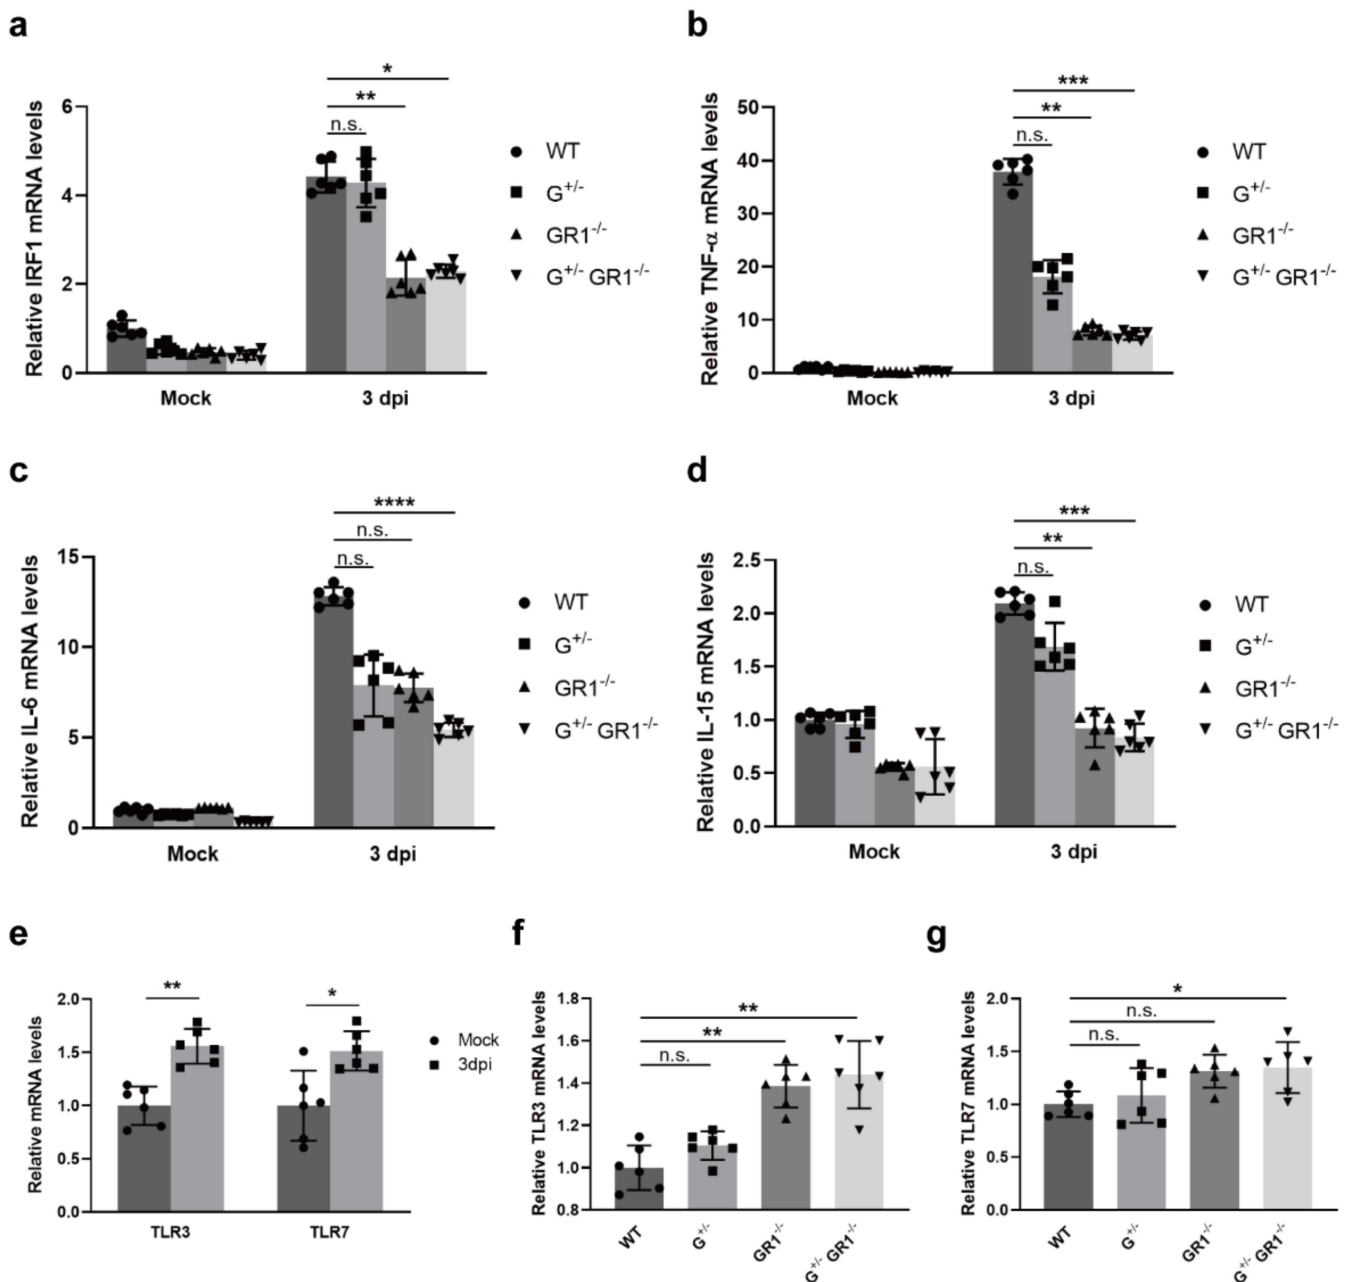 a
Relative IRF1 mRNA levels
6
4
2
0
*
**
n.s.
Mock
3 dpi
WT
G+/-
GR1-/-
G+/- GR1-/-
b
Relative TNF-α mRNA levels
50
40
30
20
10
0
***
**
n.s.
Mock
3 dpi
WT
G+/-
GR1-/-
G+/- GR1-/-
c
Relative IL-6 mRNA levels
15
10
5
0
****
n.s.
n.s.
Mock
3 dpi
WT
G+/-
GR1-/-
G+/- GR1-/-
d
Relative IL-15 mRNA levels
2.5
2.0
1.5
1.0
0.5
0.0
***
**
n.s.
Mock
3 dpi
WT
G+/-
GR1-/-
G+/- GR1-/-
e
Relative mRNA levels
2.0
1.5
1.0
0.5
0.0
**
*
TLR3
TLR7
Mock
3dpi
f
Relative TLR3 mRNA levels
1.8
1.6
1.4
1.2
1.0
0.8
**
**
n.s.
WT
G+/-
GR1-/-
G+/- GR1-/-
g
Relative TLR7 mRNA levels
2.0
1.5
1.0
0.5
0.0
*
n.s.
n.s.
WT
G+/-
GR1-/-
G+/- GR1-/-